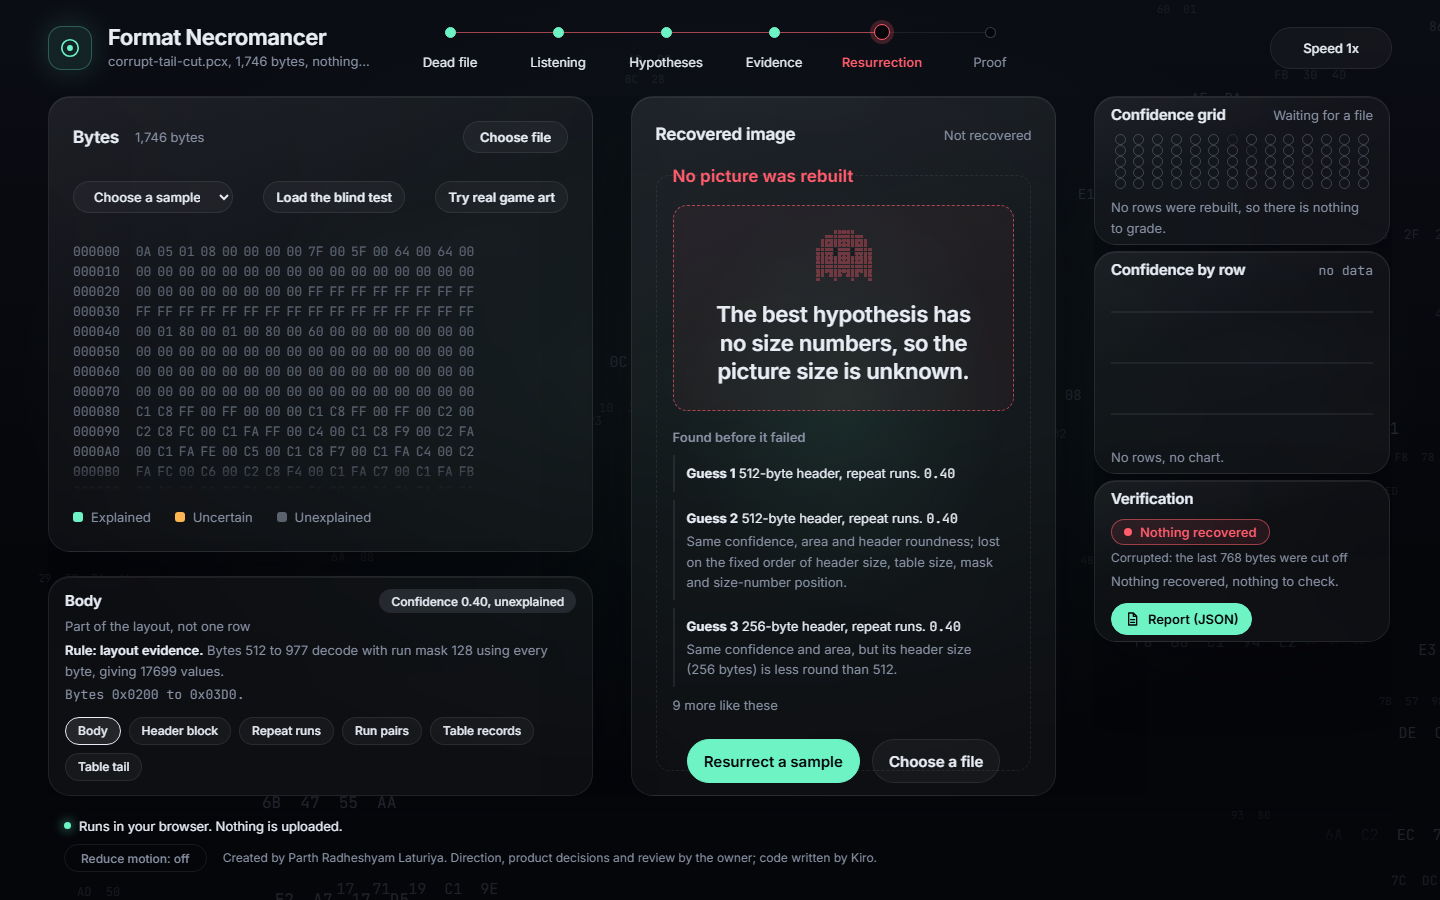 Format Necromancer
corrupt-tail-cut.pcx, 1,746 bytes, nothing...
Dead file
Listening
Hypotheses
Evidence
Resurrection
Proof
Speed 1x
Bytes
1,746 bytes
Choose file
Choose a sample
Load the blind test
Try real game art
000000 0A 05 01 08 00 00 00 00 7F 00 5F 00 64 00 64 00
000010 00 00 00 00 00 00 00 00 00 00 00 00 00 00 00 00
000020 00 00 00 00 00 00 00 00 FF FF FF FF FF FF FF FF
000030 FF FF FF FF FF FF FF FF FF FF FF FF FF FF FF FF
000040 00 01 80 00 01 00 80 00 60 00 00 00 00 00 00 00
000050 00 00 00 00 00 00 00 00 00 00 00 00 00 00 00 00
000060 00 00 00 00 00 00 00 00 00 00 00 00 00 00 00 00
000070 00 00 00 00 00 00 00 00 00 00 00 00 00 00 00 00
000080 C1 C8 FF 00 FF 00 00 00 C1 C8 FF 00 FF 00 C2 00
000090 C2 C8 FC 00 C1 FA FF 00 C4 00 C1 C8 F9 00 C2 FA
0000A0 00 C1 FA FE 00 C5 00 C1 C8 F7 00 C1 FA C4 00 C2
0000B0 FA FC 00 C6 00 C2 C8 F4 00 C1 FA C7 00 C1 FA FB
Explained
Uncertain
Unexplained
Body
Confidence 0.40, unexplained
Part of the layout, not one row
Rule: layout evidence. Bytes 512 to 977 decode with run mask 128 using every
byte, giving 17699 values.
Bytes 0x0200 to 0x03D0.
Body
Header block
Repeat runs
Run pairs
Table records
Table tail
Recovered image
Not recovered
No picture was rebuilt
The best hypothesis has
no size numbers, so the
picture size is unknown.
Found before it failed
Guess 1 512-byte header, repeat runs. 0.40
Guess 2 512-byte header, repeat runs. 0.40
Same confidence, area and header roundness; lost
on the fixed order of header size, table size, mask
and size-number position.
Guess 3 256-byte header, repeat runs. 0.40
Same confidence and area, but its header size
(256 bytes) is less round than 512.
9 more like these
Resurrect a sample
Choose a file
Confidence grid
Waiting for a file
No rows were rebuilt, so there is nothing
to grade.
Confidence by row
no data
No rows, no chart.
Verification
Nothing recovered
Corrupted: the last 768 bytes were cut off
Nothing recovered, nothing to check.
Report (JSON)
Runs in your browser. Nothing is uploaded.
Reduce motion: off
Created by Parth Radheshyam Laturiya. Direction, product decisions and review by the owner; code written by Kiro.
6B 47 55 AA
17 71 19 C1 9E